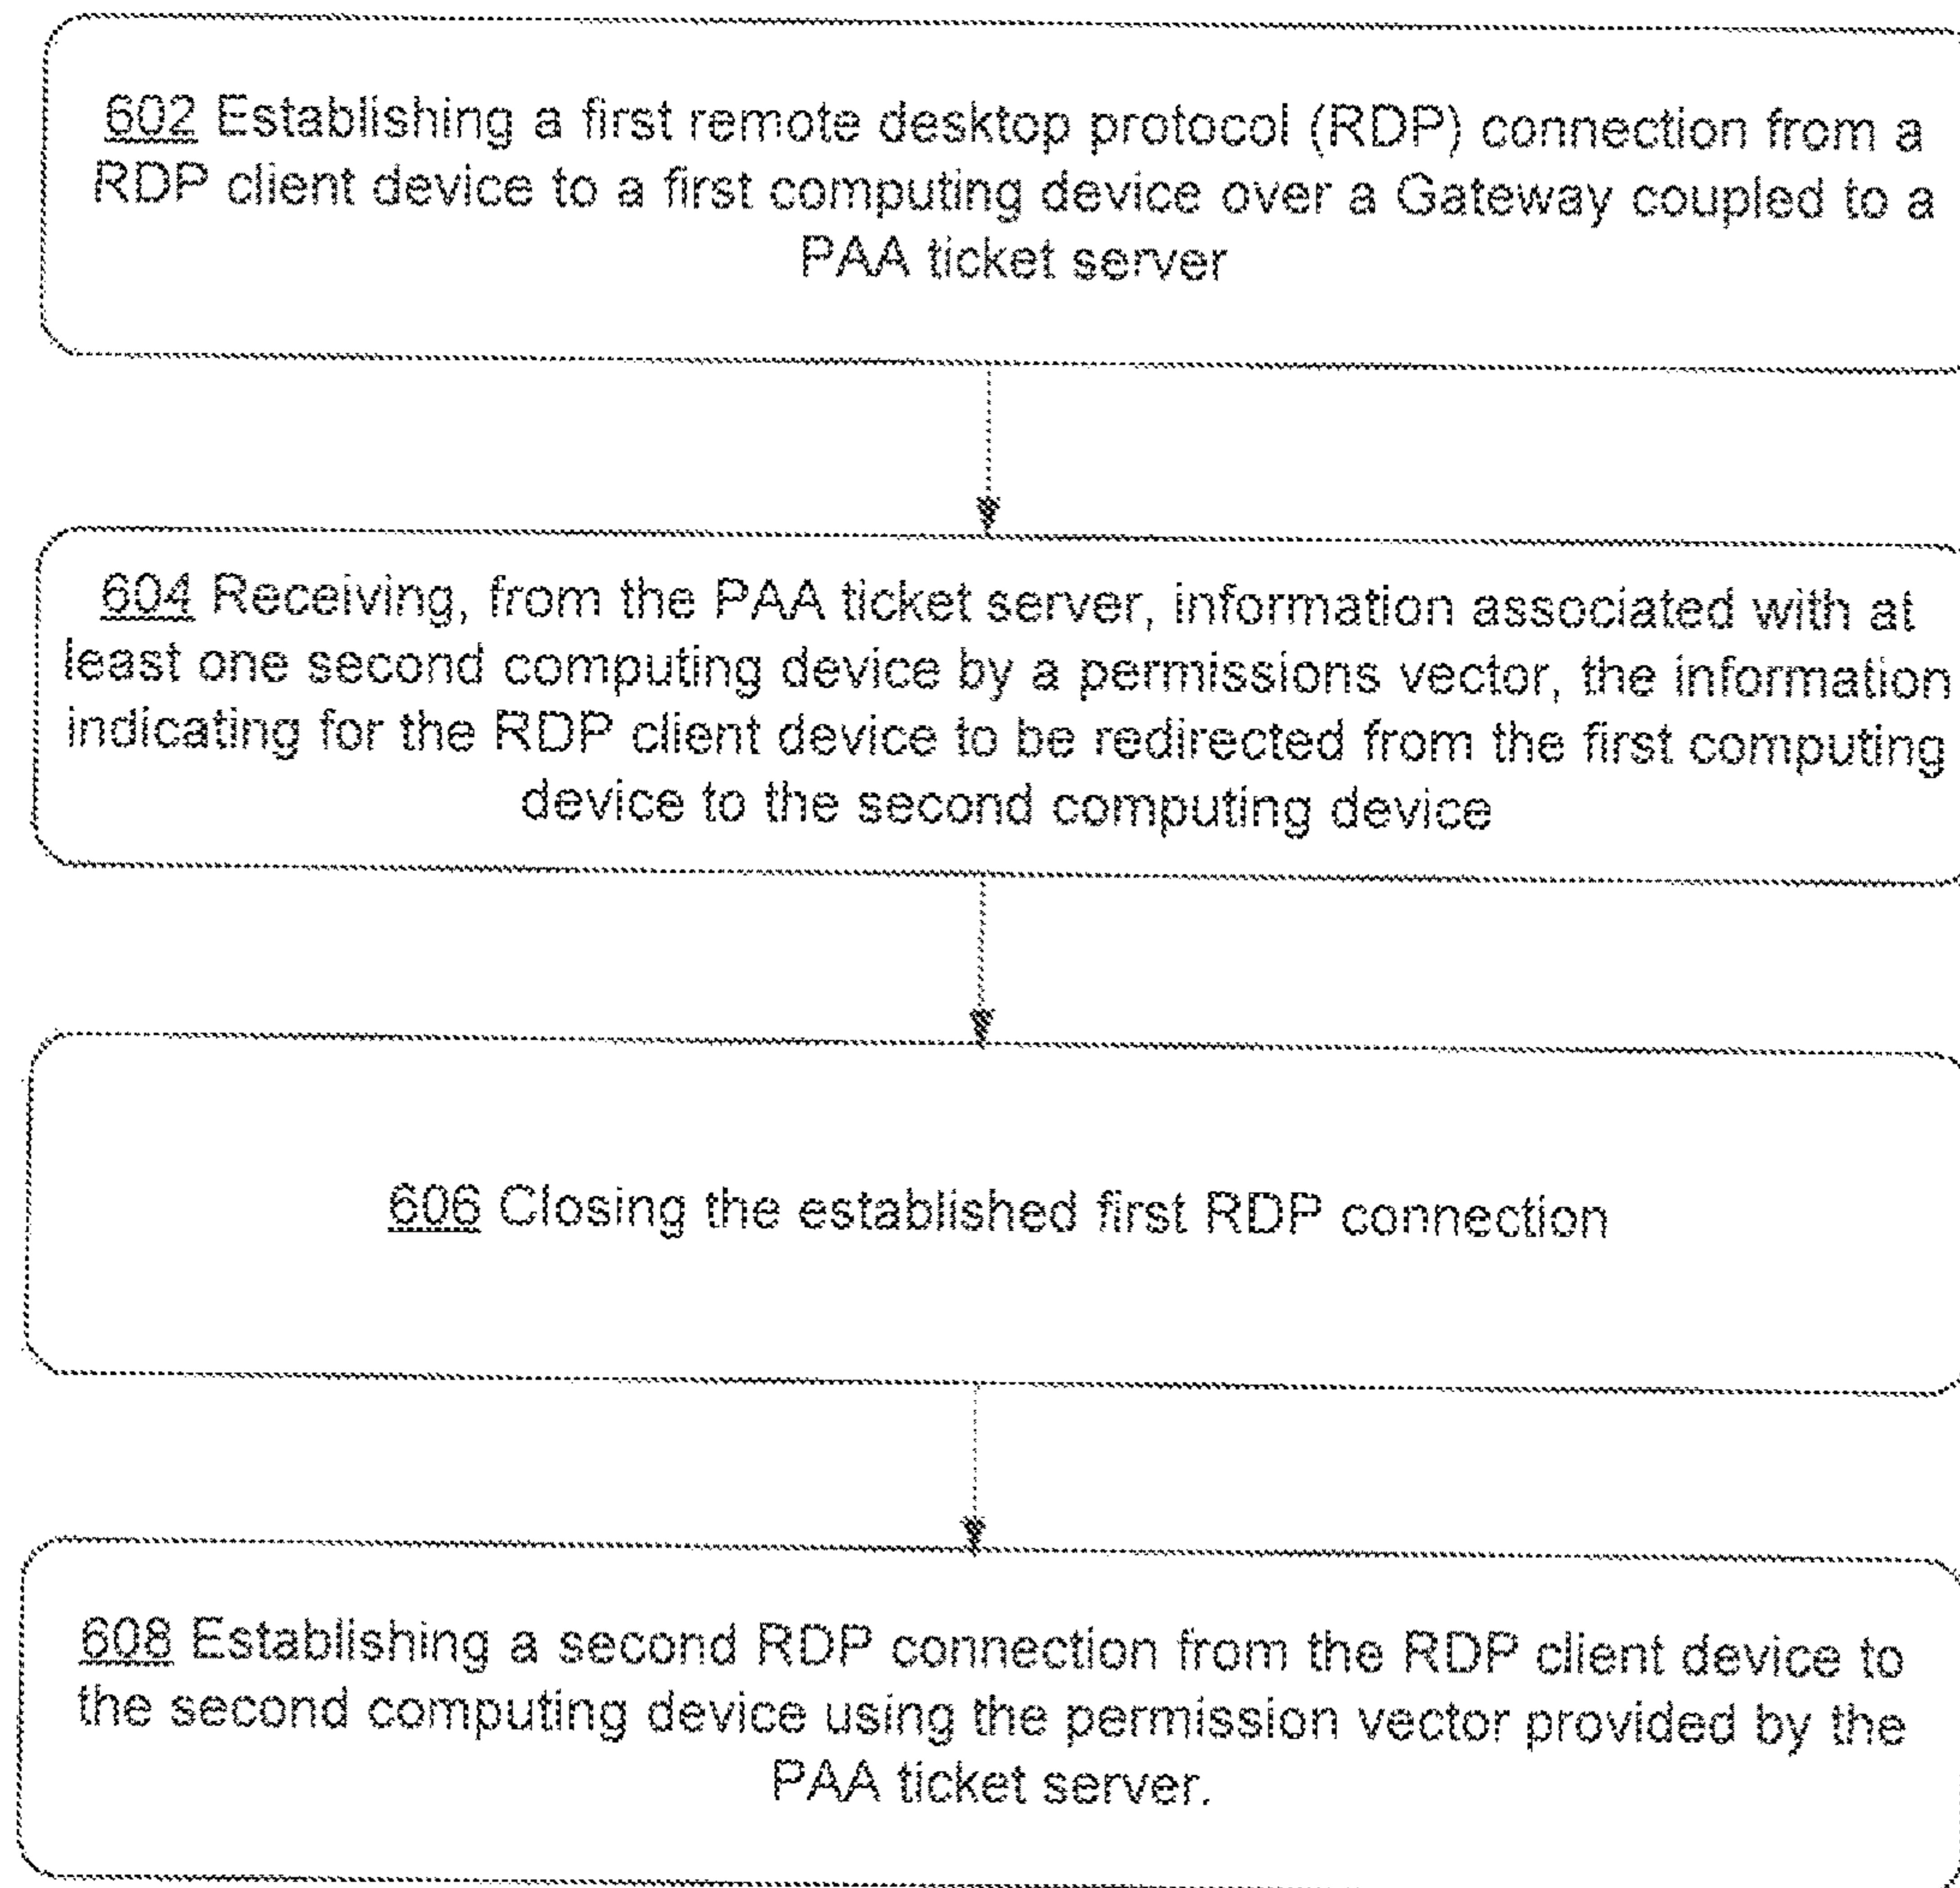 602 Establishing a first remote desktop protocol (RDP) connection from a
RDP client device to a first computing device over a Gateway coupled to a
PAA ticket server
604 Receiving, from the PAA ticket server, information associated with at
least one second computing device by a permissions vector, the information
indicating for the RDP client device to be redirected from the first computing
device to the second computing device
606 Closing the established first RDP connection
608 Establishing a second RDP connection from the RDP client device to
the second computing device using the permission vector provided by the
PAA ticket server.